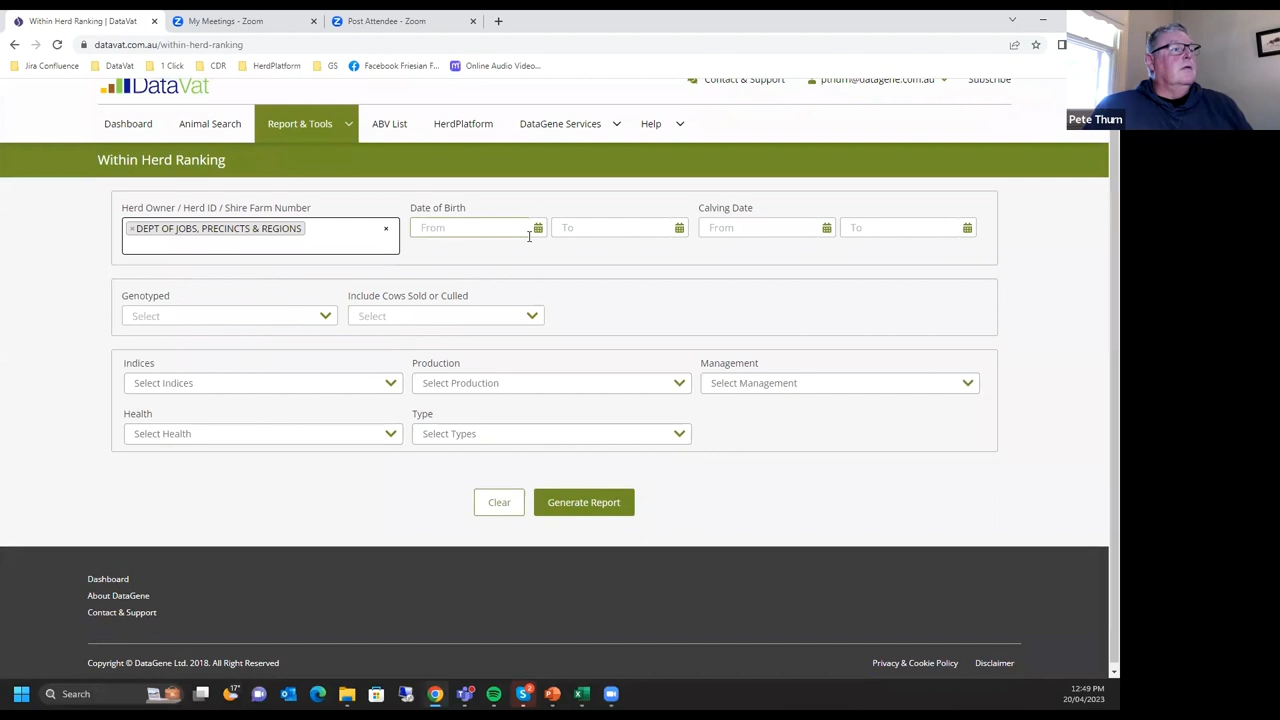 Within Herd Ranking | DataVat
My Meetings - Zoom
Post Attendee - Zoom
datavat.com.au/within-herd-ranking
Jira Confluence
DataVat
1 Click
CDR
HerdPlatform
GS
Facebook Friesian F...
Online Audio Video...
DataVat
Contact & Support
pthurn@datagene.com.au
Subscribe
Dashboard
Animal Search
Report & Tools
ABV List
HerdPlatform
DataGene Services
Help
Pete Thurn
Within Herd Ranking
Herd Owner / Herd ID / Shire Farm Number
Date of Birth
Calving Date
× DEPT OF JOBS, PRECINCTS & REGIONS ×
From
To
From
To
Genotyped
Include Cows Sold or Culled
Select
Select
Indices
Production
Management
Select Indices
Select Production
Select Management
Health
Type
Select Health
Select Types
Clear
Generate Report
Dashboard
About DataGene
Contact & Support
Copyright © DataGene Ltd. 2018. All Right Reserved
Privacy & Cookie Policy
Disclaimer
Search
17°
2
12:49 PM
20/04/2023